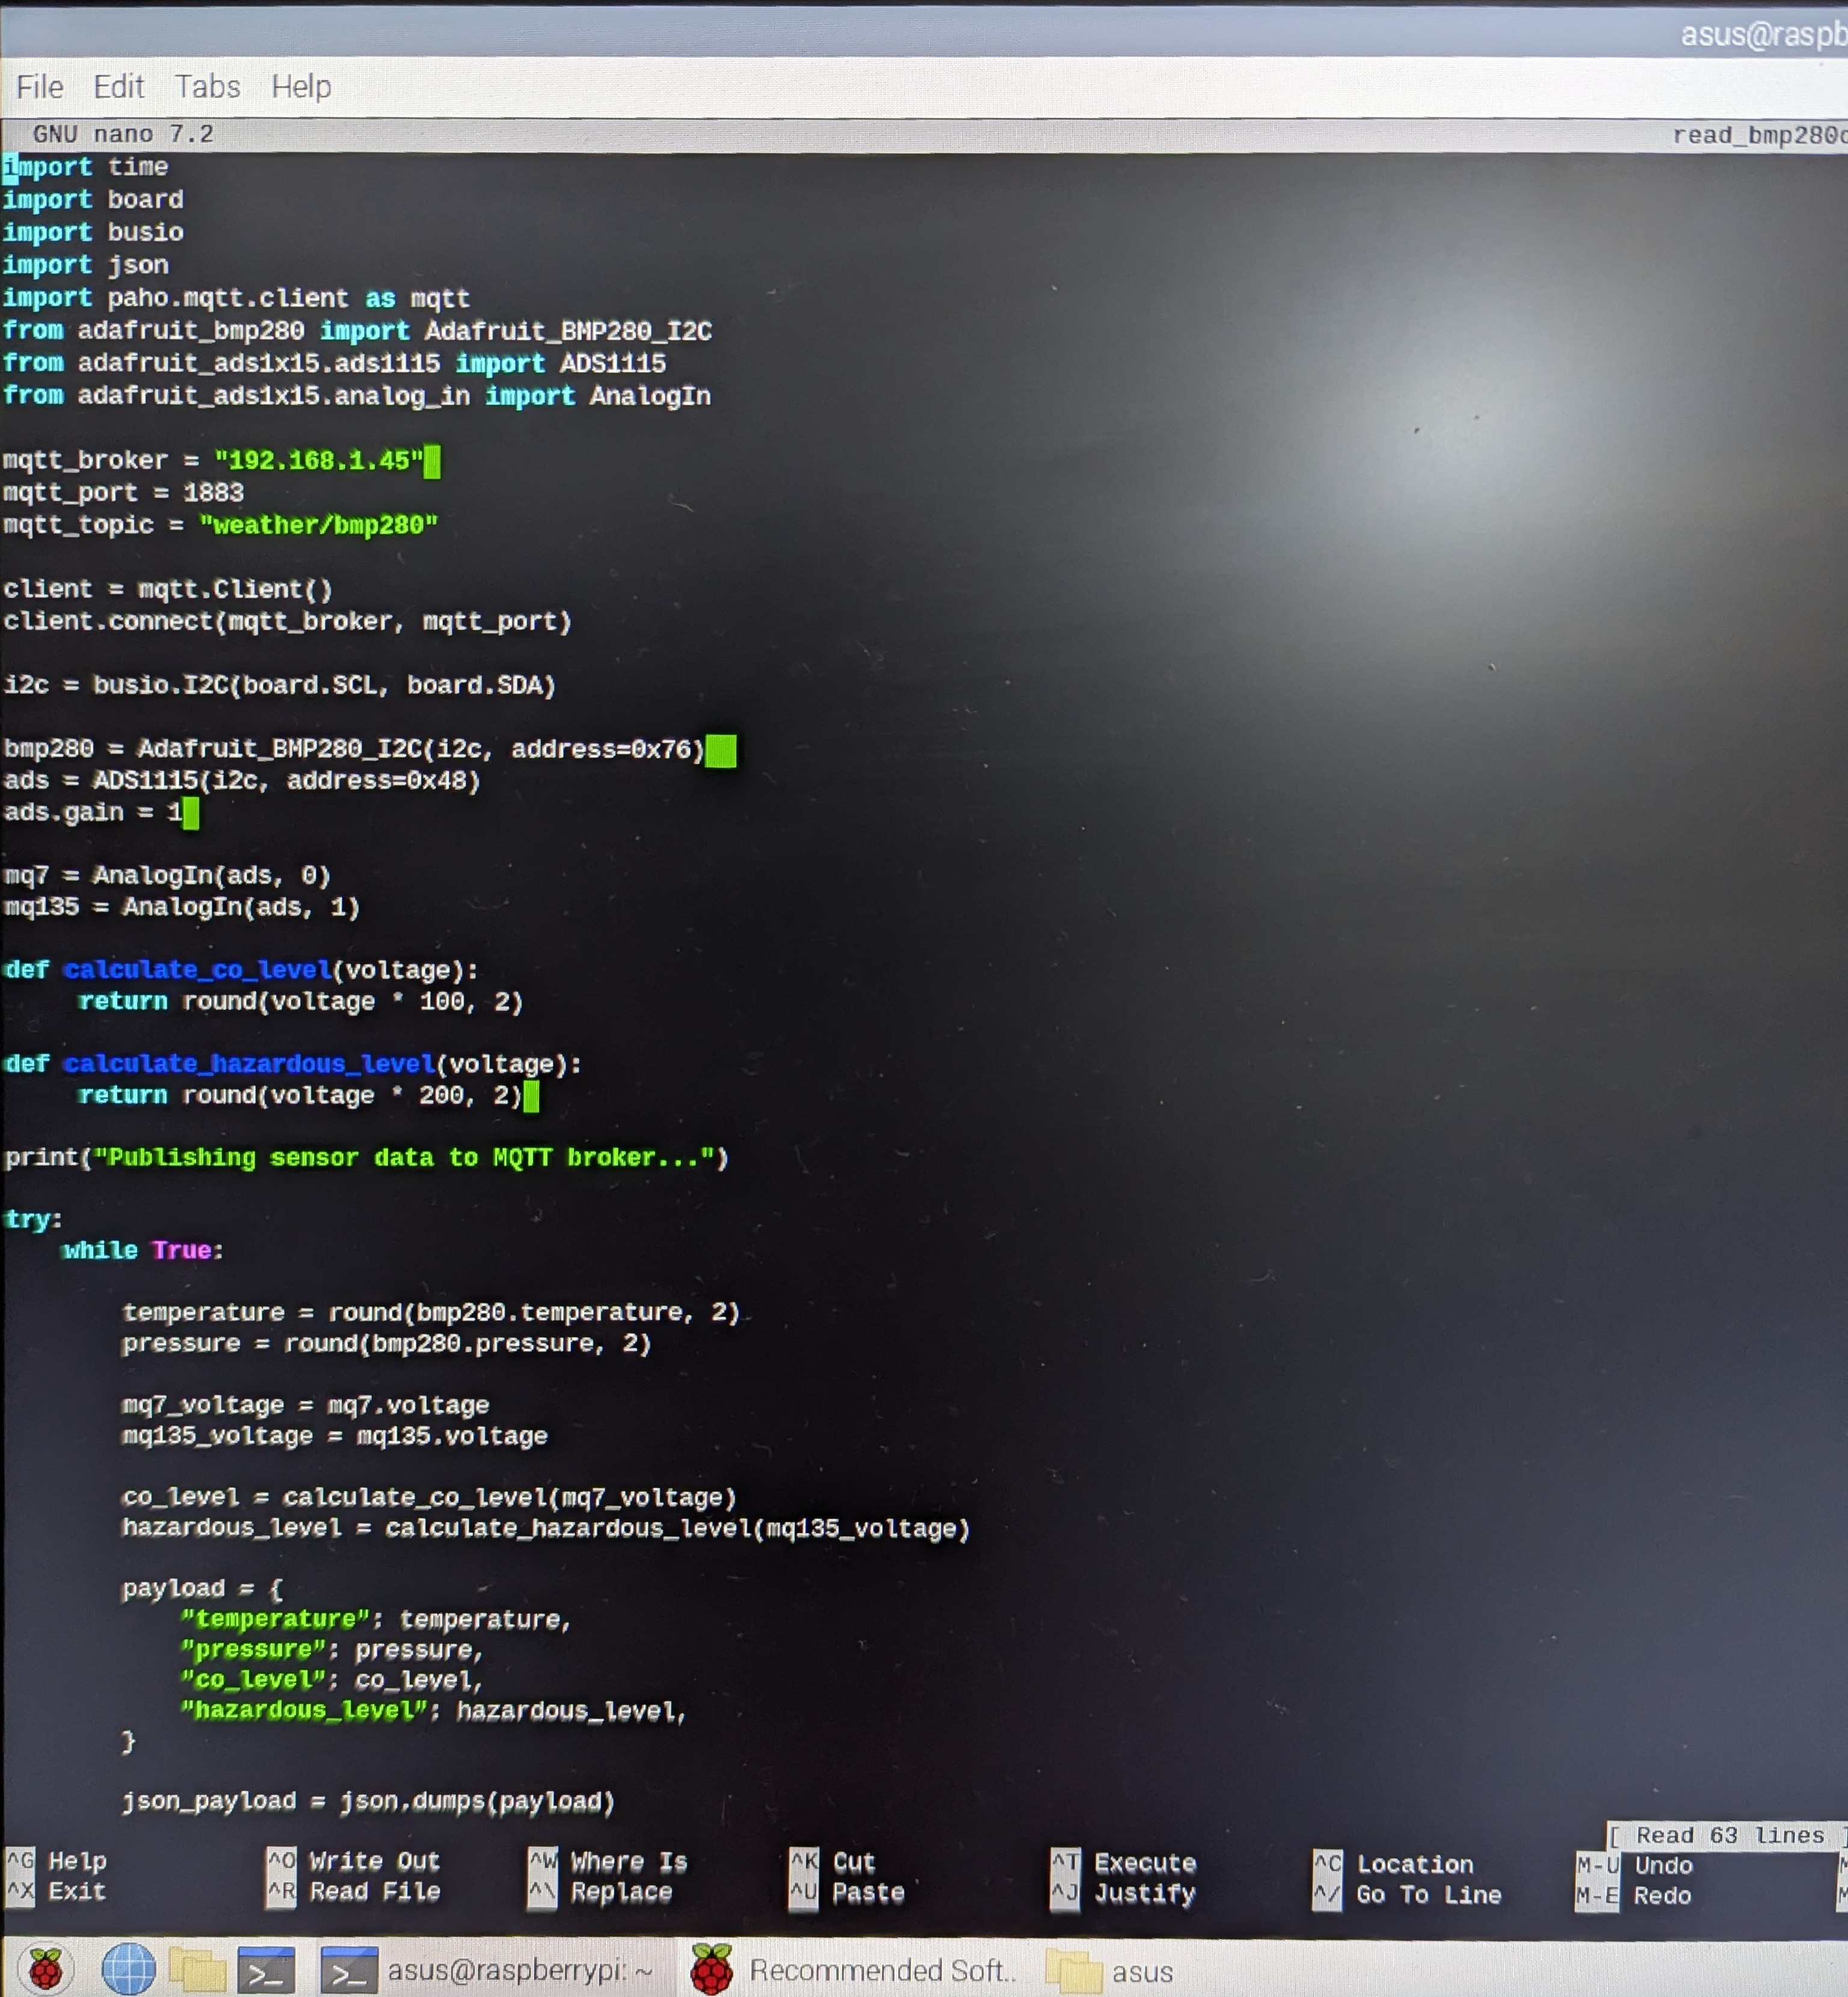 asus@raspb
File Edit Tabs Help
GNU nano 7.2 read_bmp280
import time
import board
import busio
import json
import paho.mqtt.client as mqtt
from adafruit_bmp280 import Adafruit_BMP280_I2C
from adafruit_ads1x15.ads1115 import ADS1115
from adafruit_ads1x15.analog_in import AnalogIn
mqtt_broker = "192.168.1.45"
mqtt_port = 1883
mqtt_topic = "weather/bmp280"
client = mqtt.Client()
client.connect(mqtt_broker, mqtt_port)
i2c = busio.I2C(board.SCL, board.SDA)
bmp280 = Adafruit_BMP280_I2C(i2c, address=0x76)
ads = ADS1115(i2c, address=0x48)
ads.gain = 1
mq7 = AnalogIn(ads, 0)
mq135 = AnalogIn(ads, 1)
def calculate_co_level(voltage):
return round(voltage * 100, 2)
def calculate_hazardous_level(voltage):
return round(voltage * 200, 2)
print("Publishing sensor data to MQTT broker...")
try:
while True:
temperature = round(bmp280.temperature, 2)
pressure = round(bmp280.pressure, 2)
mq7_voltage = mq7.voltage
mq135_voltage = mq135.voltage
co_level = calculate_co_level(mq7_voltage)
hazardous_level = calculate_hazardous_level(mq135_voltage)
payload = {
"temperature": temperature,
"pressure": pressure,
"co_level": co_level,
"hazardous_level": hazardous_level,
}
json_payload = json.dumps(payload)
[ Read 63 lines ]
^G Help ^O Write Out ^W Where Is ^K Cut ^T Execute ^C Location M-U Undo
^X Exit ^R Read File ^\ Replace ^U Paste ^J Justify ^/ Go To Line M-E Redo
asus@raspberrypi: ~ Recommended Soft.. asus